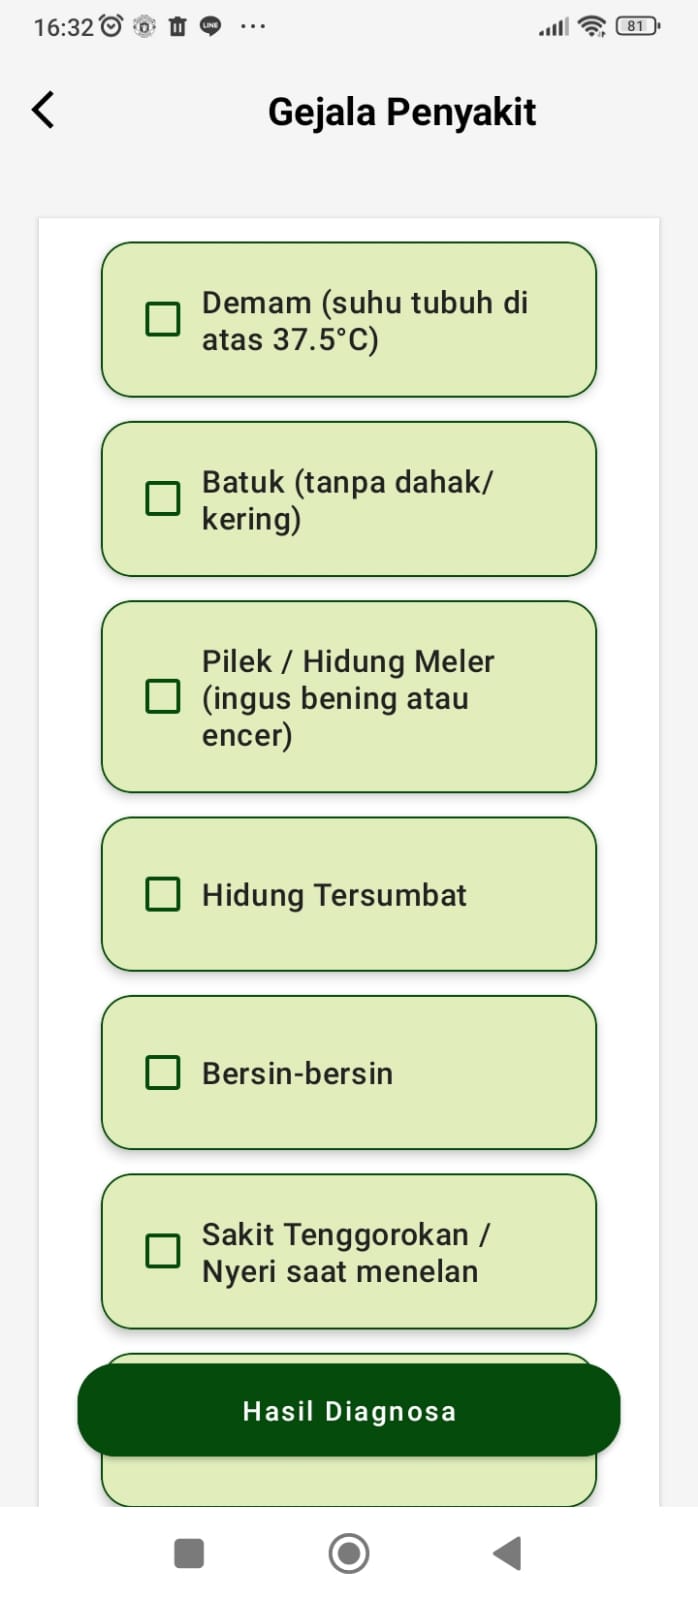 16:32
LINE
81
Gejala Penyakit
Demam (suhu tubuh di
atas 37.5°C)
Batuk (tanpa dahak/
kering)
Pilek / Hidung Meler
(ingus bening atau
encer)
Hidung Tersumbat
Bersin-bersin
Sakit Tenggorokan /
Nyeri saat menelan
Hasil Diagnosa